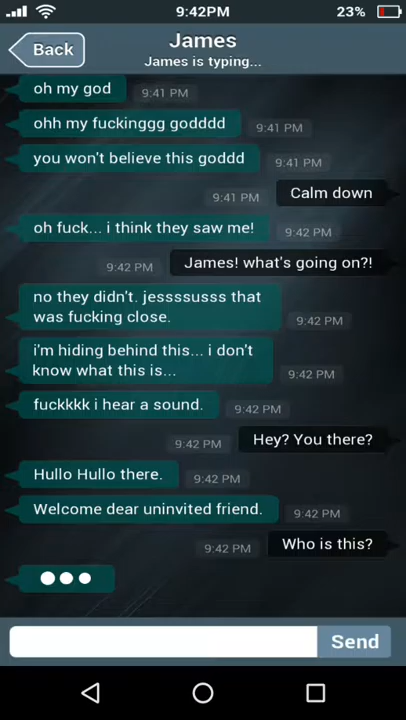 9:42PM
23%
Back
James
James is typing...
oh my god
9:41 PM
ohh my fuckinggg godddd
9:41 PM
you won't believe this goddd
9:41 PM
9:41 PM
Calm down
oh fuck... i think they saw me!
9:42 PM
9:42 PM
James! what's going on?!
no they didn't. jessssusss that
was fucking close.
9:42 PM
i'm hiding behind this... i don't
know what this is...
9:42 PM
fuckkkk i hear a sound.
9:42 PM
9:42 PM
Hey? You there?
Hullo Hullo there.
9:42 PM
Welcome dear uninvited friend.
9:42 PM
9:42 PM
Who is this?
Send